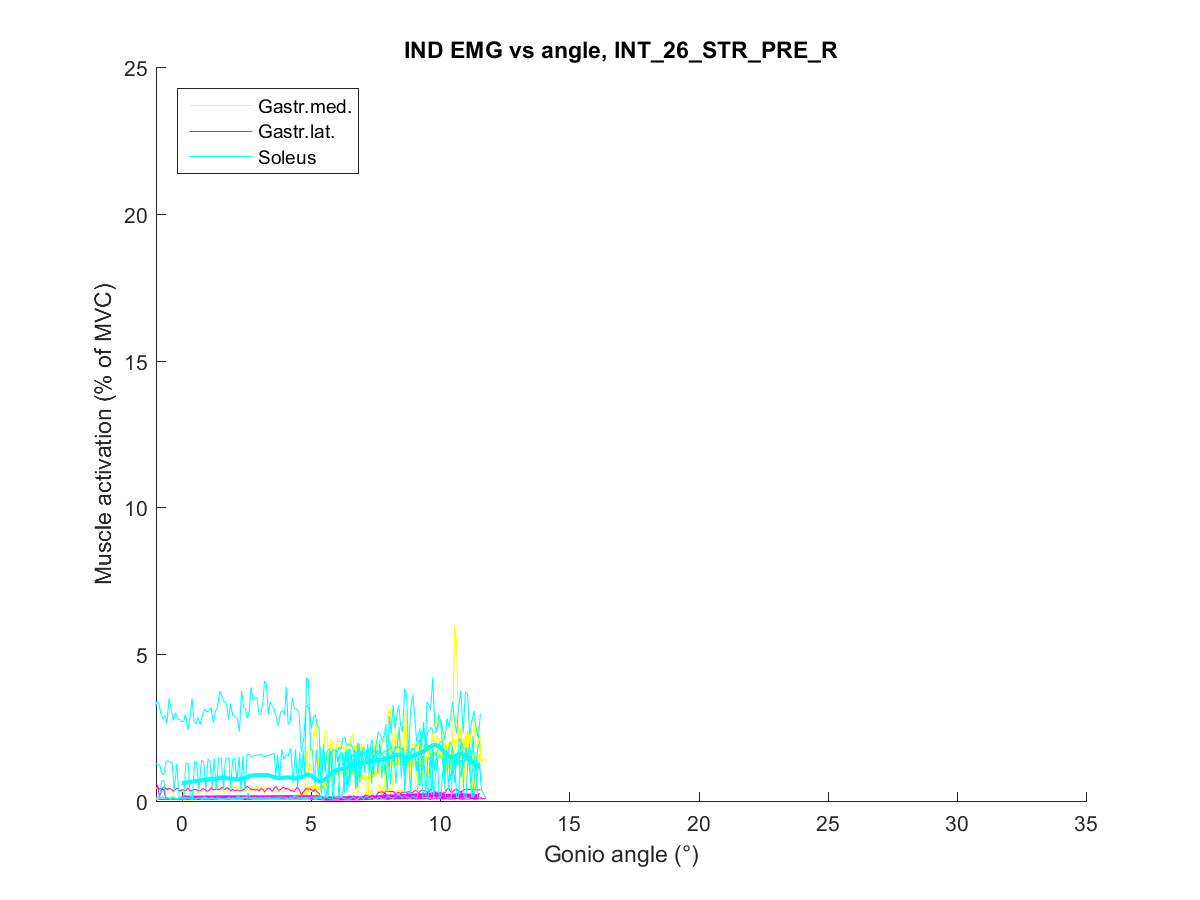 IND EMG vs angle, INT_26_STR_PRE_R
25
20
15
10
5
0
Muscle activation (% of MVC)
Gastr.med.
Gastr.lat.
Soleus
0 5 10 15 20 25 30 35
Gonio angle (°)